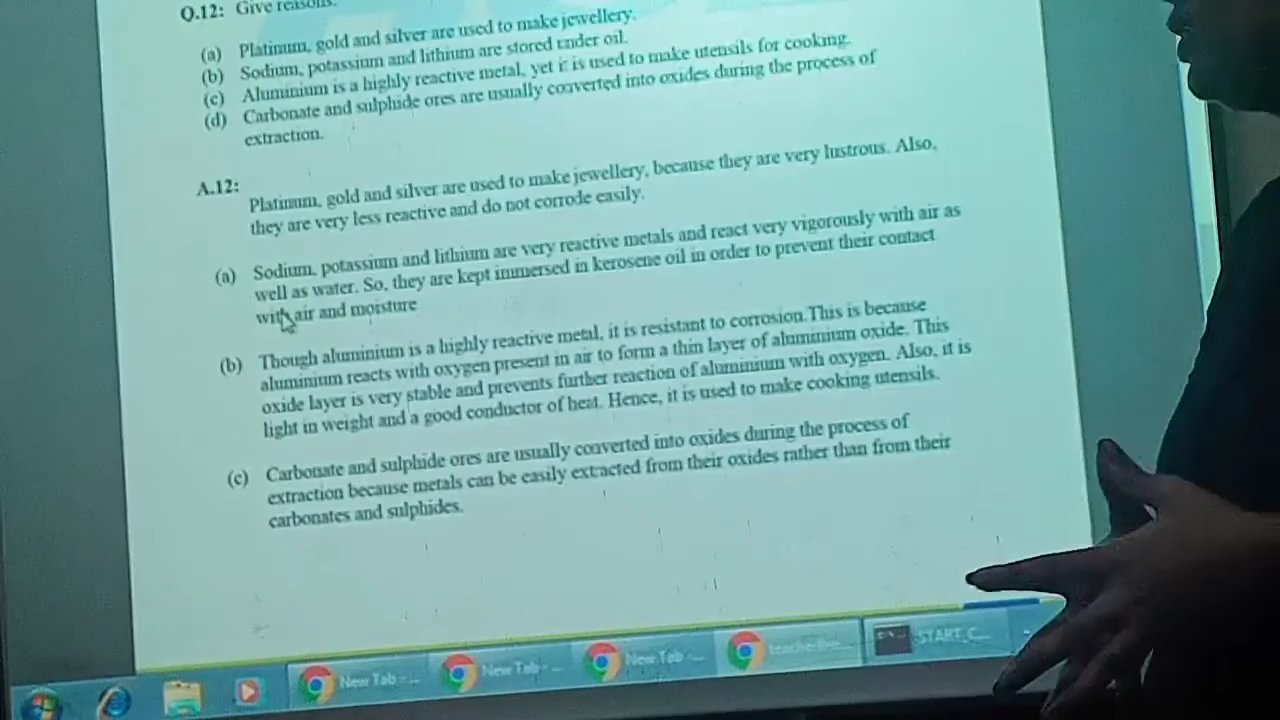 Q.12: Give reasons.
(a) Platinum, gold and silver are used to make jewellery.
(b) Sodium, potassium and lithium are stored under oil.
(c) Aluminium is a highly reactive metal, yet it is used to make utensils for cooking.
(d) Carbonate and sulphide ores are usually converted into oxides during the process of
extraction.
A.12:
Platinum, gold and silver are used to make jewellery, because they are very lustrous. Also,
they are very less reactive and do not corrode easily.
(a) Sodium, potassium and lithium are very reactive metals and react very vigorously with air as
well as water. So, they are kept immersed in kerosene oil in order to prevent their contact
with air and moisture
(b) Though aluminium is a highly reactive metal, it is resistant to corrosion.This is because
aluminium reacts with oxygen present in air to form a thin layer of aluminium oxide. This
oxide layer is very stable and prevents further reaction of aluminium with oxygen. Also, it is
light in weight and a good conductor of heat. Hence, it is used to make cooking utensils.
(c) Carbonate and sulphide ores are usually converted into oxides during the process of
extraction because metals can be easily extracted from their oxides rather than from their
carbonates and sulphides.
New Tab - ... New Tab - ... New Tab - ... START_C...